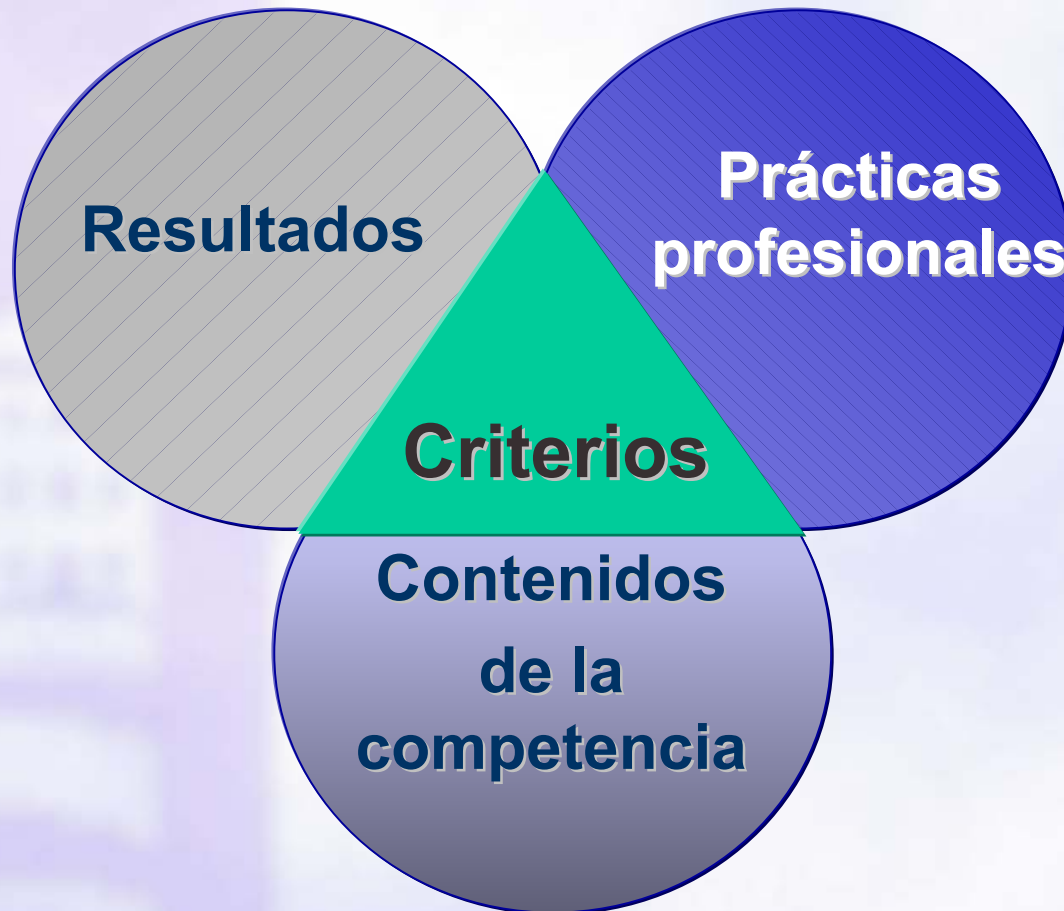 Resultados
Prácticas
profesionales
Criterios
Contenidos
de la
competencia